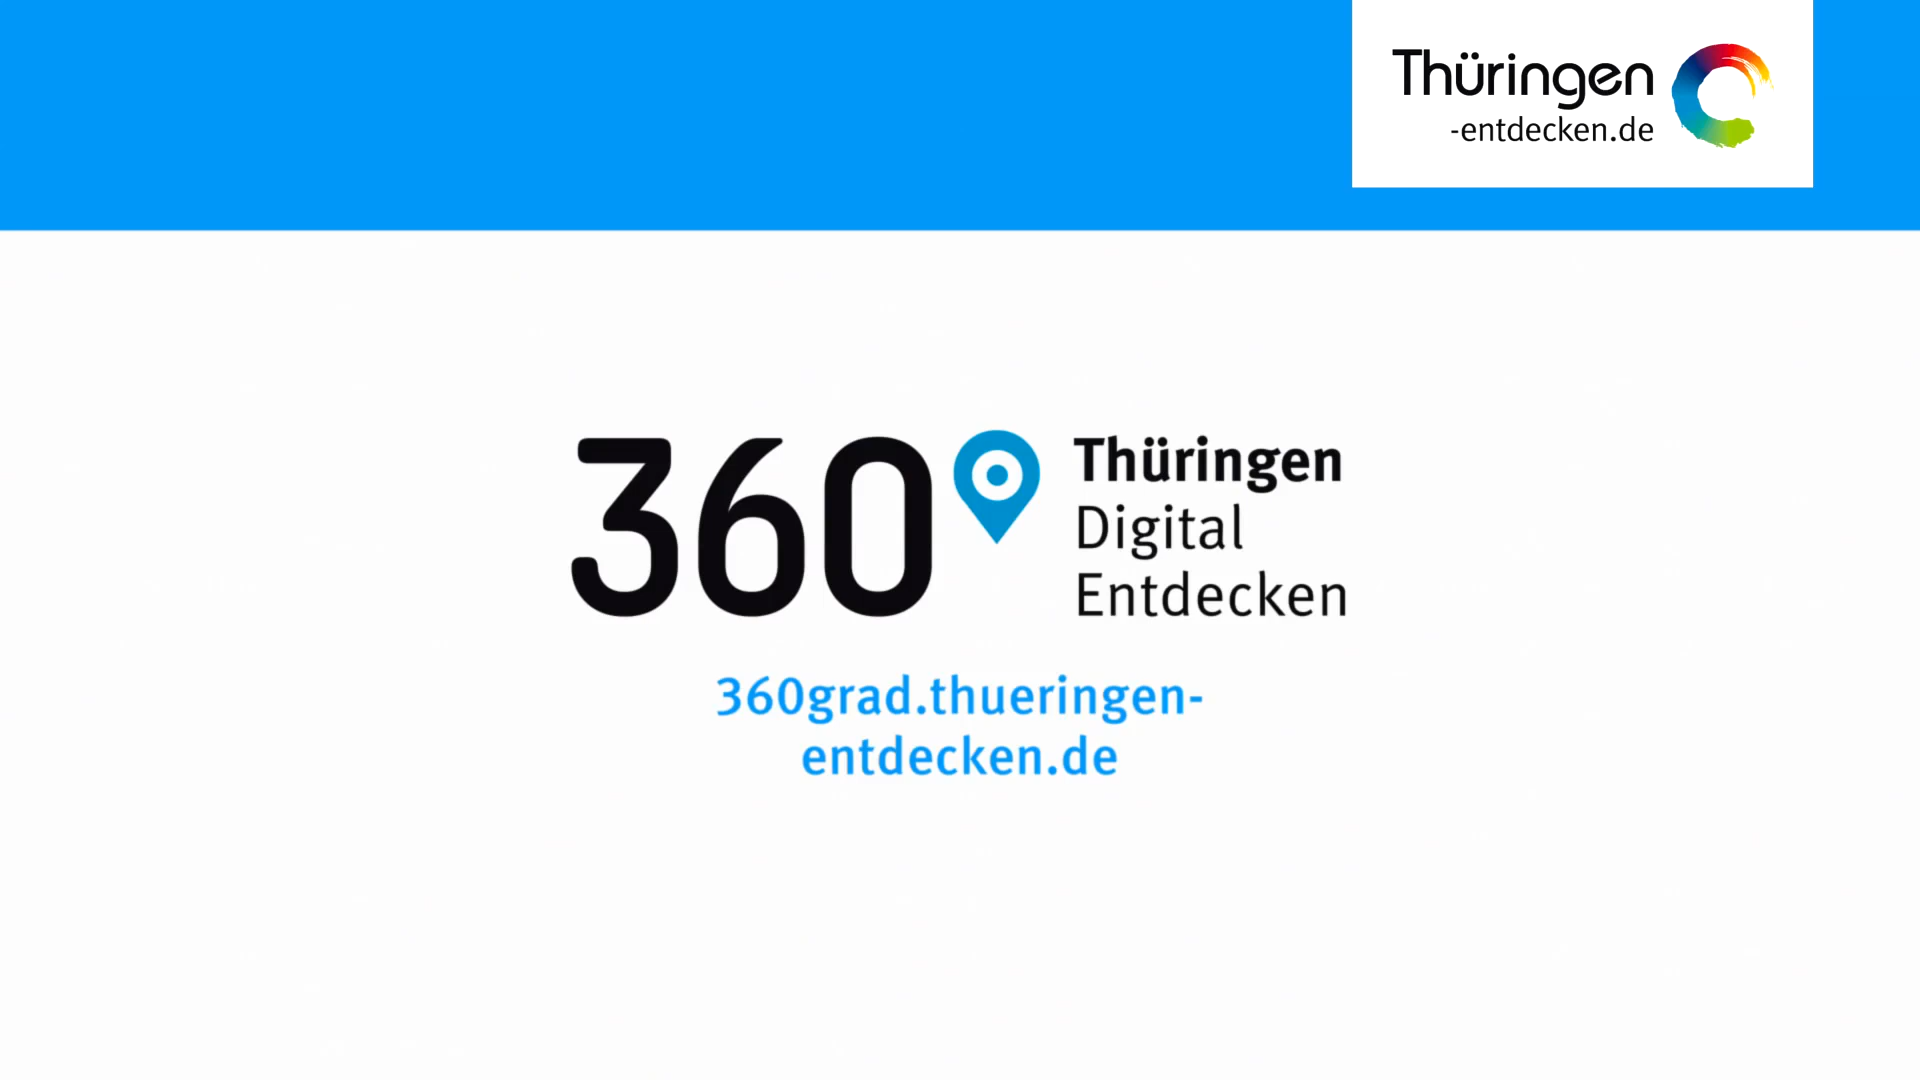 Thüringen
-entdecken.de
360
Thüringen
Digital
Entdecken
360grad.thueringen-
entdecken.de